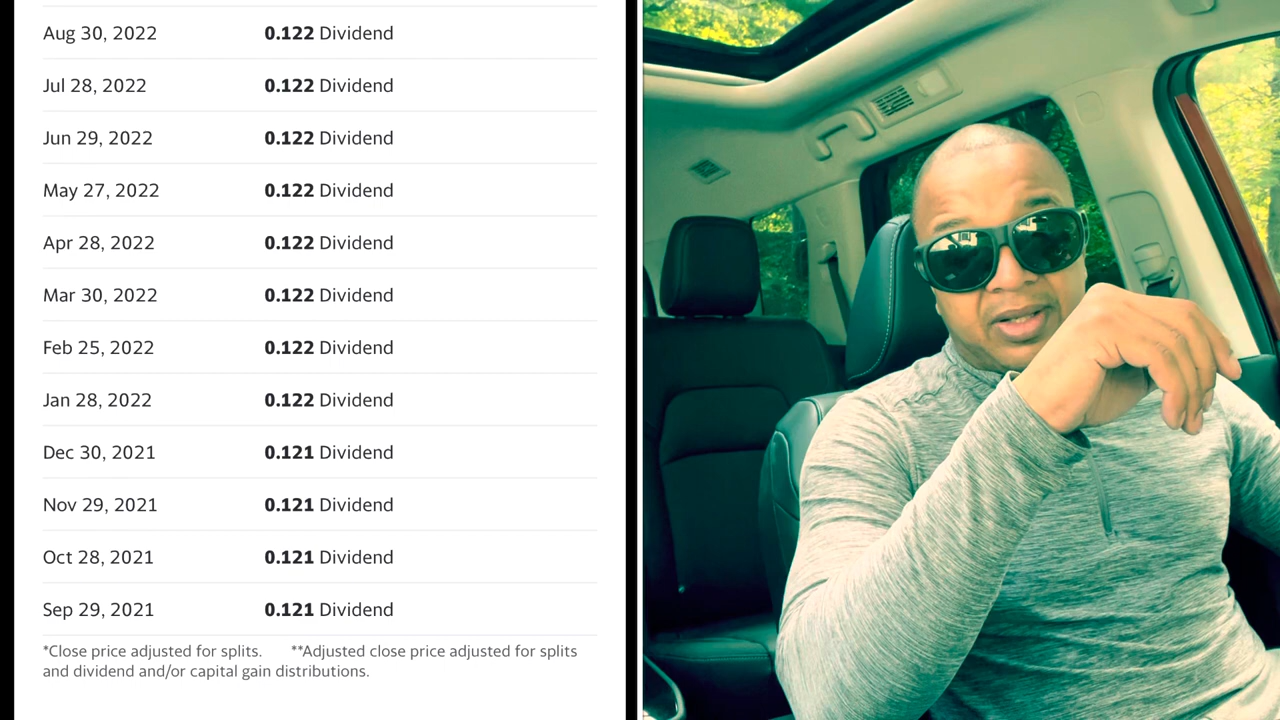 Aug 30, 2022 0.122 Dividend
Jul 28, 2022 0.122 Dividend
Jun 29, 2022 0.122 Dividend
May 27, 2022 0.122 Dividend
Apr 28, 2022 0.122 Dividend
Mar 30, 2022 0.122 Dividend
Feb 25, 2022 0.122 Dividend
Jan 28, 2022 0.122 Dividend
Dec 30, 2021 0.121 Dividend
Nov 29, 2021 0.121 Dividend
Oct 28, 2021 0.121 Dividend
Sep 29, 2021 0.121 Dividend
*Close price adjusted for splits. **Adjusted close price adjusted for splits
and dividend and/or capital gain distributions.